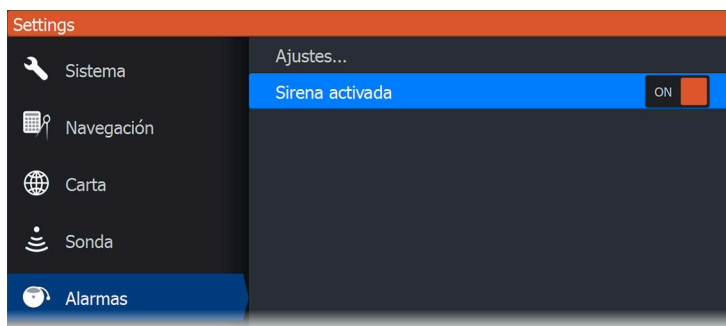 Settings
Sistema
Navegación
Carta
Sonda
Alarmas
Ajustes...
Sirena activada ON